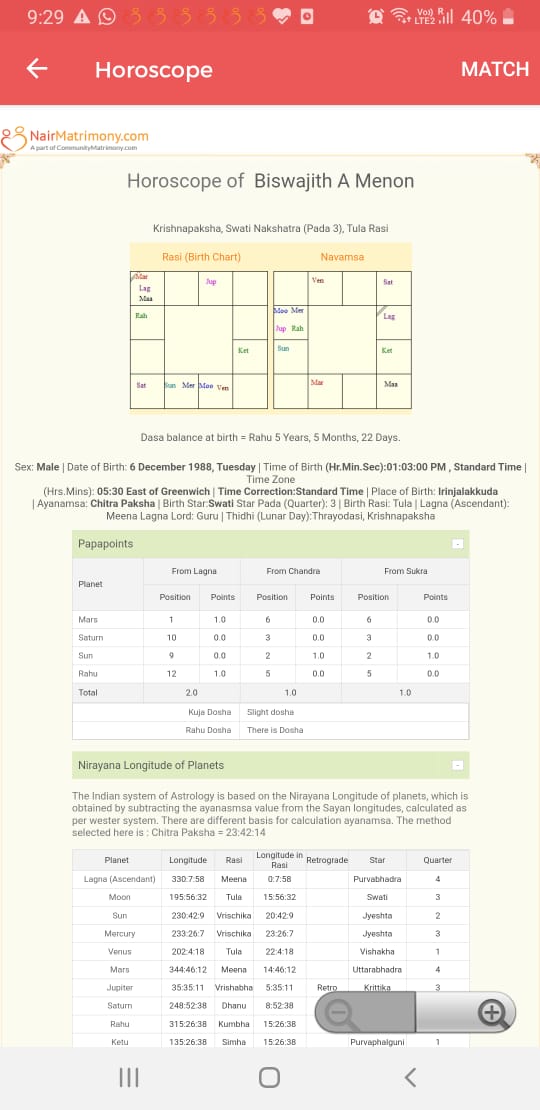 9:29
Vo)) R
LTE2
40%
Horoscope
MATCH
NairMatrimony.com
A part of CommunityMatrimony.com
Horoscope of Biswajith A Menon
Krishnapaksha, Swati Nakshatra (Pada 3), Tula Rasi
Rasi (Birth Chart) Navamsa
Mar Jup Ven Sat
Lag
Maa
Rah Moo Mer Lag
Jup Rah
Ket Sun Ket
Sat Sun Mer Moo Ven Mar Maa
Dasa balance at birth = Rahu 5 Years, 5 Months, 22 Days.
Sex: Male | Date of Birth: 6 December 1988, Tuesday | Time of Birth (Hr.Min.Sec):01:03:00 PM , Standard Time |
Time Zone
(Hrs.Mins): 05:30 East of Greenwich | Time Correction:Standard Time | Place of Birth: Irinjalakkuda
| Ayanamsa: Chitra Paksha | Birth Star:Swati Star Pada (Quarter): 3 | Birth Rasi: Tula | Lagna (Ascendant):
Meena Lagna Lord: Guru | Thidhi (Lunar Day):Thrayodasi, Krishnapaksha
Papapoints
Planet From Lagna From Chandra From Sukra
Position Points Position Points Position Points
Mars 1 1.0 6 0.0 6 0.0
Saturn 10 0.0 3 0.0 3 0.0
Sun 9 0.0 2 1.0 2 1.0
Rahu 12 1.0 5 0.0 5 0.0
Total 2.0 1.0 1.0
Kuja Dosha Slight dosha
Rahu Dosha There is Dosha
Nirayana Longitude of Planets
The Indian system of Astrology is based on the Nirayana Longitude of planets, which is
obtained by subtracting the ayanasmsa value from the Sayan longitudes, calculated as
per wester system. There are different basis for calculation ayanamsa. The method
selected here is : Chitra Paksha = 23:42:14
Planet Longitude Rasi Longitude in Rasi Retrograde Star Quarter
Lagna (Ascendant) 330:7:58 Meena 0:7:58 Purvabhadra 4
Moon 195:56:32 Tula 15:56:32 Swati 3
Sun 230:42:9 Vrischika 20:42:9 Jyeshta 2
Mercury 233:26:7 Vrischika 23:26:7 Jyeshta 3
Venus 202:4:18 Tula 22:4:18 Vishakha 1
Mars 344:46:12 Meena 14:46:12 Uttarabhadra 4
Jupiter 35:35:11 Vrishabha 5:35:11 Retro Krittika 3
Saturn 248:52:38 Dhanu 8:52:38
Rahu 315:26:38 Kumbha 15:26:38
Ketu 135:26:38 Simha 15:26:38 Purvaphalguni 1